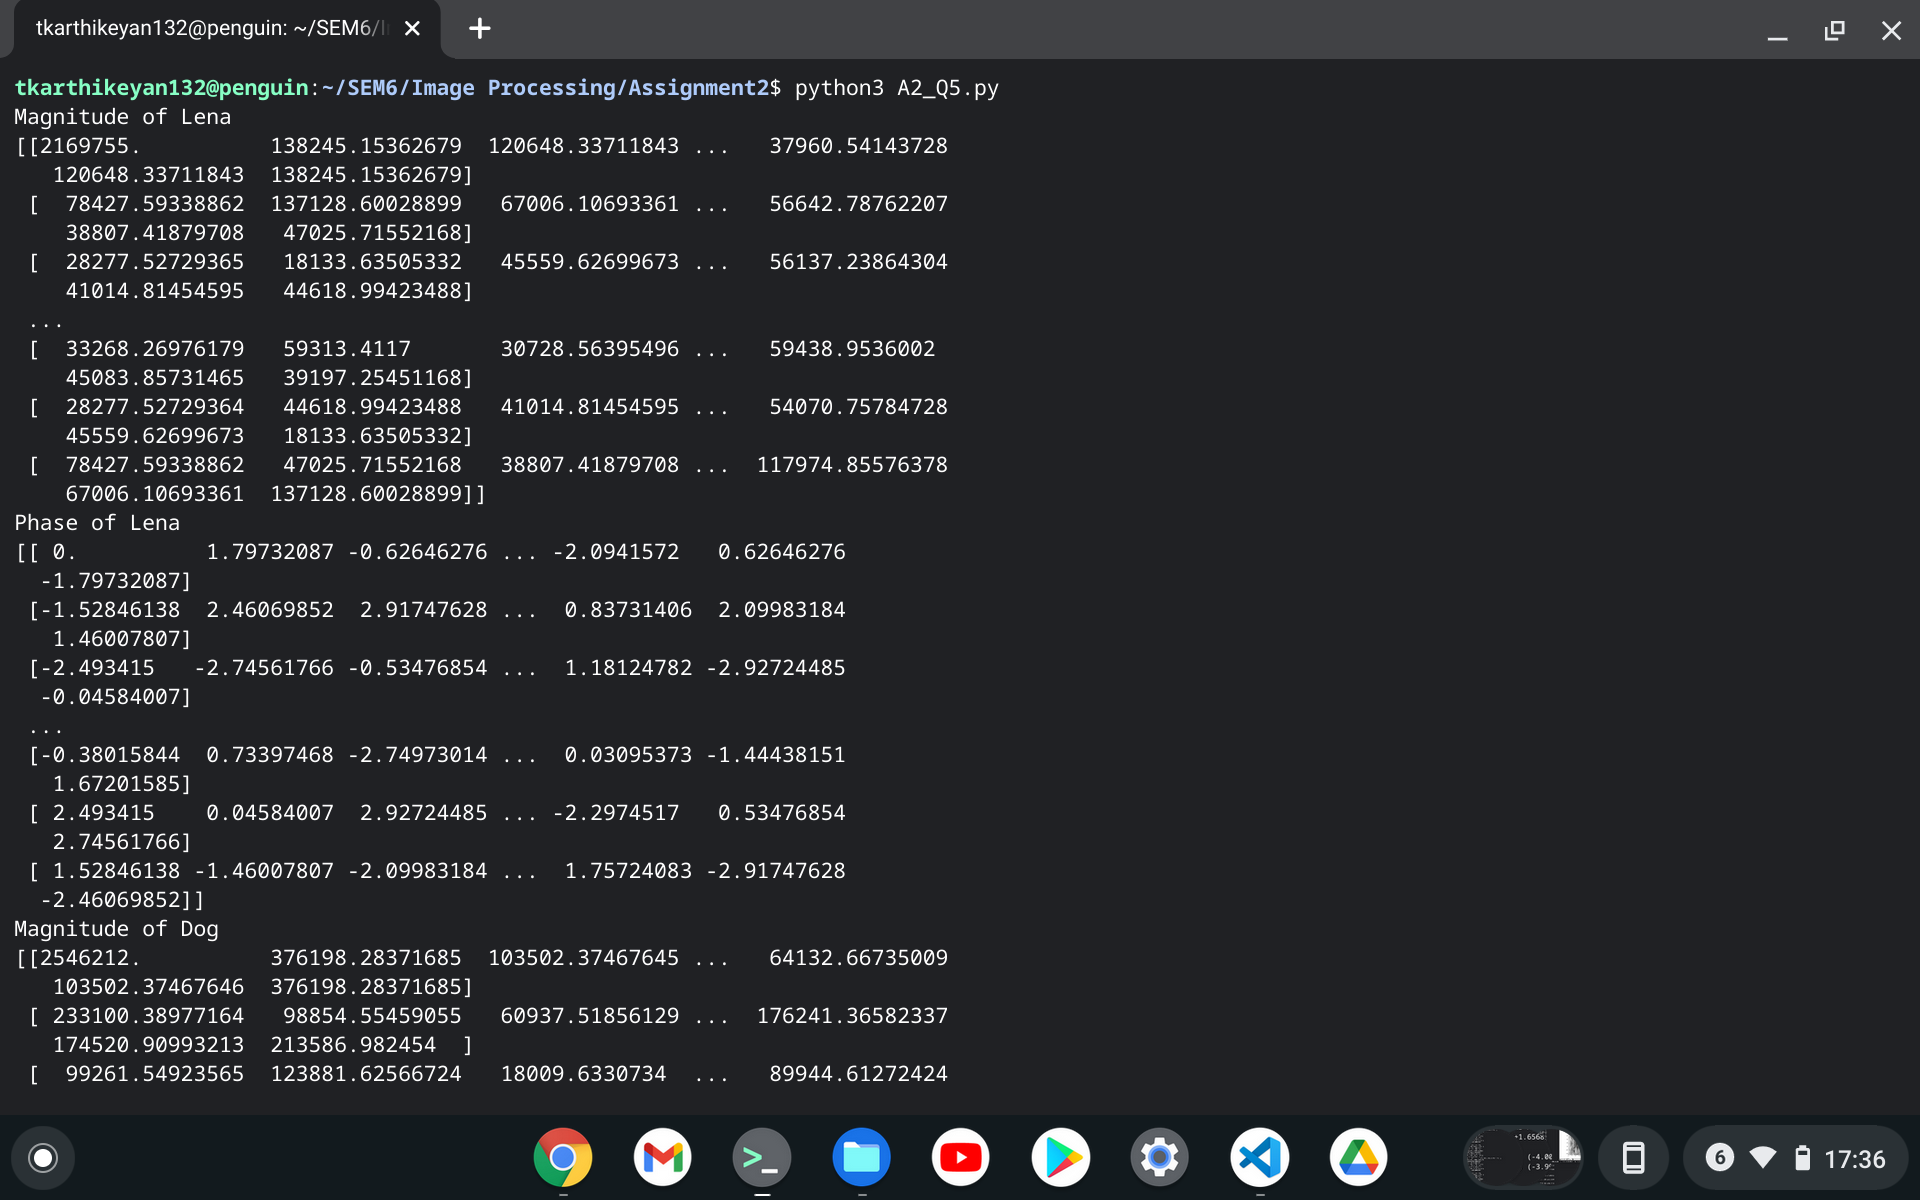 tkarthikeyan132@penguin: ~/SEM6/I
tkarthikeyan132@penguin:~/SEM6/Image Processing/Assignment2$ python3 A2_Q5.py
Magnitude of Lena
[[2169755. 138245.15362679 120648.33711843 ... 37960.54143728
120648.33711843 138245.15362679]
[ 78427.59338862 137128.60028899 67006.10693361 ... 56642.78762207
38807.41879708 47025.71552168]
[ 28277.52729365 18133.63505332 45559.62699673 ... 56137.23864304
41014.81454595 44618.99423488]
...
[ 33268.26976179 59313.4117 30728.56395496 ... 59438.9536002
45083.85731465 39197.25451168]
[ 28277.52729364 44618.99423488 41014.81454595 ... 54070.75784728
45559.62699673 18133.63505332]
[ 78427.59338862 47025.71552168 38807.41879708 ... 117974.85576378
67006.10693361 137128.60028899]]
Phase of Lena
[[ 0. 1.79732087 -0.62646276 ... -2.0941572 0.62646276
-1.79732087]
[-1.52846138 2.46069852 2.91747628 ... 0.83731406 2.09983184
1.46007807]
[-2.493415 -2.74561766 -0.53476854 ... 1.18124782 -2.92724485
-0.04584007]
...
[-0.38015844 0.73397468 -2.74973014 ... 0.03095373 -1.44438151
1.67201585]
[ 2.493415 0.04584007 2.92724485 ... -2.2974517 0.53476854
2.74561766]
[ 1.52846138 -1.46007807 -2.09983184 ... 1.75724083 -2.91747628
-2.46069852]]
Magnitude of Dog
[[2546212. 376198.28371685 103502.37467645 ... 64132.66735009
103502.37467646 376198.28371685]
[ 233100.38977164 98854.55459055 60937.51856129 ... 176241.36582337
174520.90993213 213586.982454 ]
[ 99261.54923565 123881.62566724 18009.6330734 ... 89944.61272424
6 17:36